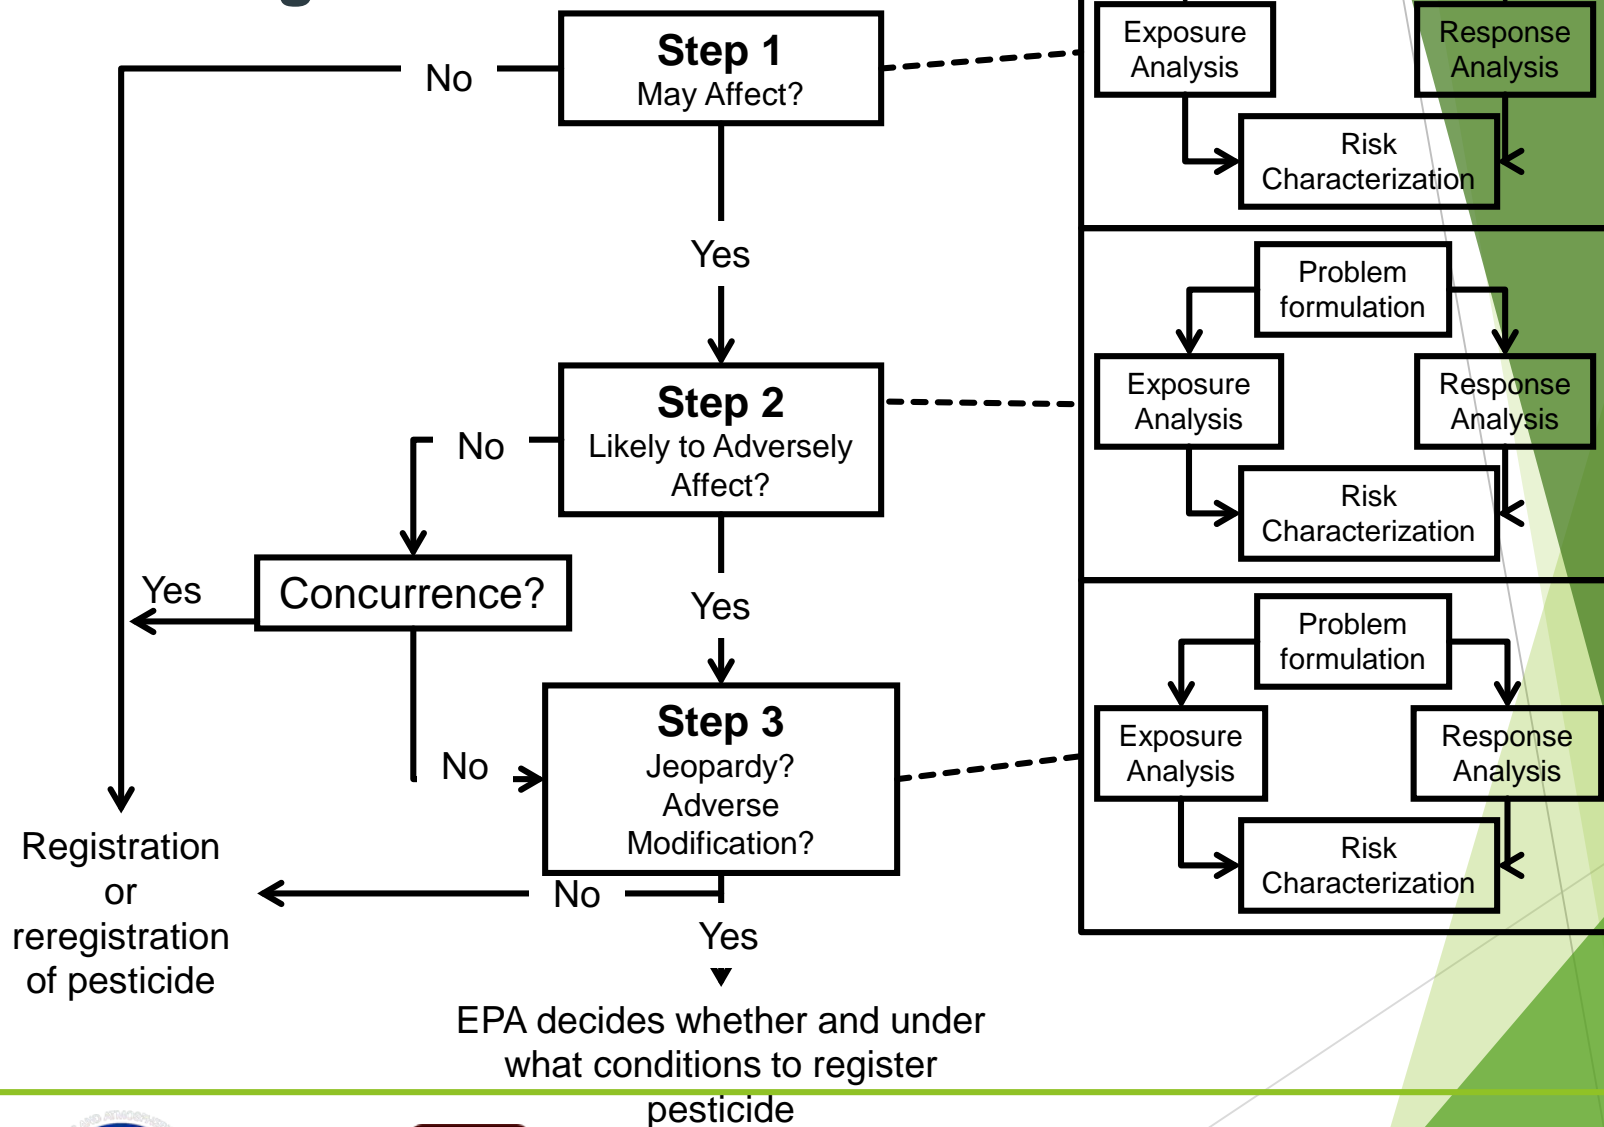 Step 1
May Affect?
No
Yes
Step 2
Likely to Adversely
Affect?
No
Concurrence?
Yes
Yes
No
Step 3
Jeopardy?
Adverse
Modification?
No
Yes
Registration
or
reregistration
of pesticide
EPA decides whether and under
what conditions to register
pesticide
Exposure
Analysis
Response
Analysis
Risk
Characterization
Problem
formulation
Exposure
Analysis
Response
Analysis
Risk
Characterization
Problem
formulation
Exposure
Analysis
Response
Analysis
Risk
Characterization
AND ATMOSPHE